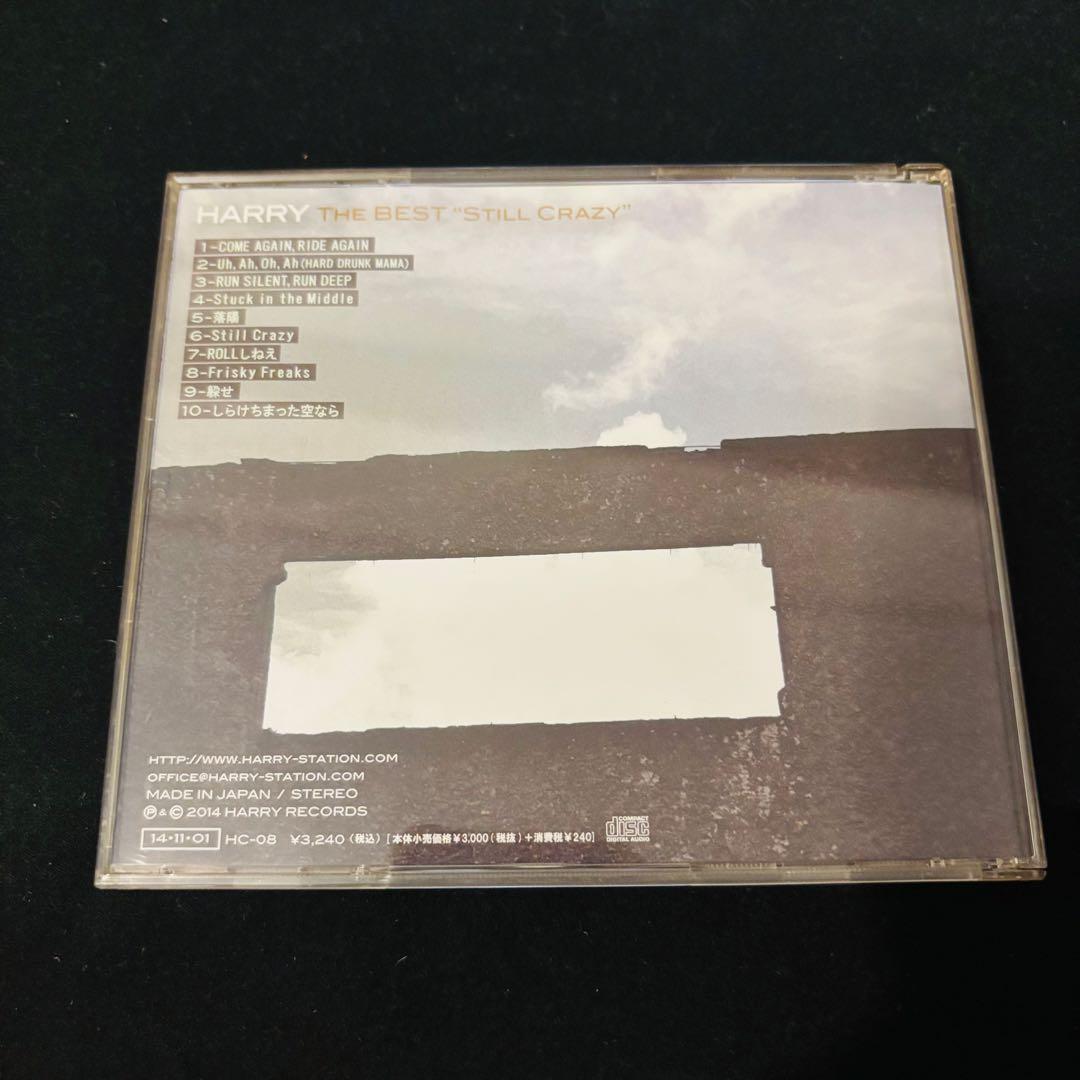 HARRY THE BEST "STILL CRAZY"
1-COME AGAIN, RIDE AGAIN
2-Uh, Ah, Oh, Ah (HARD DRUNK MAMA)
3-RUN SILENT, RUN DEEP
4-Stuck in the Middle
5-落陽
6-Still Crazy
7-ROLLしねえ
8-Frisky Freaks
9-躱せ
10-しらけちまった空なら
HTTP://WWW.HARRY-STATION.COM
OFFICE@HARRY-STATION.COM
MADE IN JAPAN / STEREO
℗ & © 2014 HARRY RECORDS
14・11・01 HC-08 ¥3,240 (税込) [本体小売価格¥3,000(税抜)+消費税¥240] COMPACT disc DIGITAL AUDIO